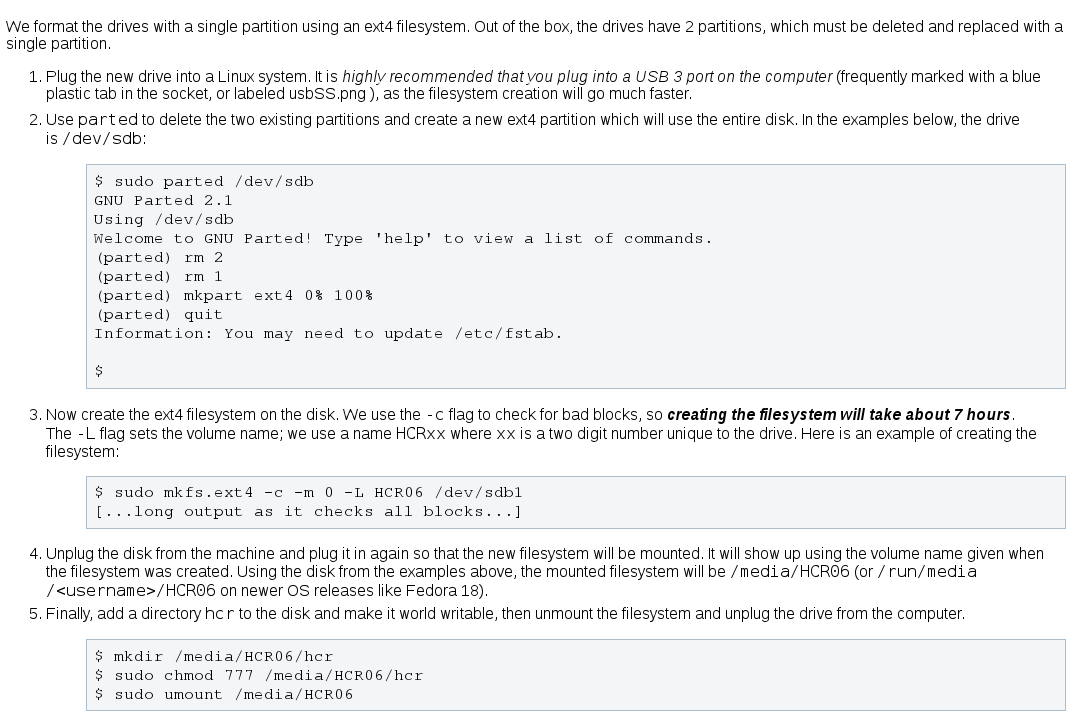 We format the drives with a single partition using an ext4 filesystem. Out of the box, the drives have 2 partitions, which must be deleted and replaced with a
single partition.
1. Plug the new drive into a Linux system. It is highly recommended that you plug into a USB 3 port on the computer (frequently marked with a blue
plastic tab in the socket, or labeled usbSS.png ), as the filesystem creation will go much faster.
2. Use parted to delete the two existing partitions and create a new ext4 partition which will use the entire disk. In the examples below, the drive
is /dev/sdb:
$ sudo parted /dev/sdb
GNU Parted 2.1
Using /dev/sdb
Welcome to GNU Parted! Type 'help' to view a list of commands.
(parted) rm 2
(parted) rm 1
(parted) mkpart ext4 0% 100%
(parted) quit
Information: You may need to update /etc/fstab.
$
3. Now create the ext4 filesystem on the disk. We use the -c flag to check for bad blocks, so creating the filesystem will take about 7 hours.
The -L flag sets the volume name; we use a name HCRxx where xx is a two digit number unique to the drive. Here is an example of creating the
filesystem:
$ sudo mkfs.ext4 -c -m 0 -L HCR06 /dev/sdb1
[...long output as it checks all blocks...]
4. Unplug the disk from the machine and plug it in again so that the new filesystem will be mounted. It will show up using the volume name given when
the filesystem was created. Using the disk from the examples above, the mounted filesystem will be /media/HCR06 (or /run/media
/<username>/HCR06 on newer OS releases like Fedora 18).
5. Finally, add a directory hcr to the disk and make it world writable, then unmount the filesystem and unplug the drive from the computer.
$ mkdir /media/HCR06/hcr
$ sudo chmod 777 /media/HCR06/hcr
$ sudo umount /media/HCR06